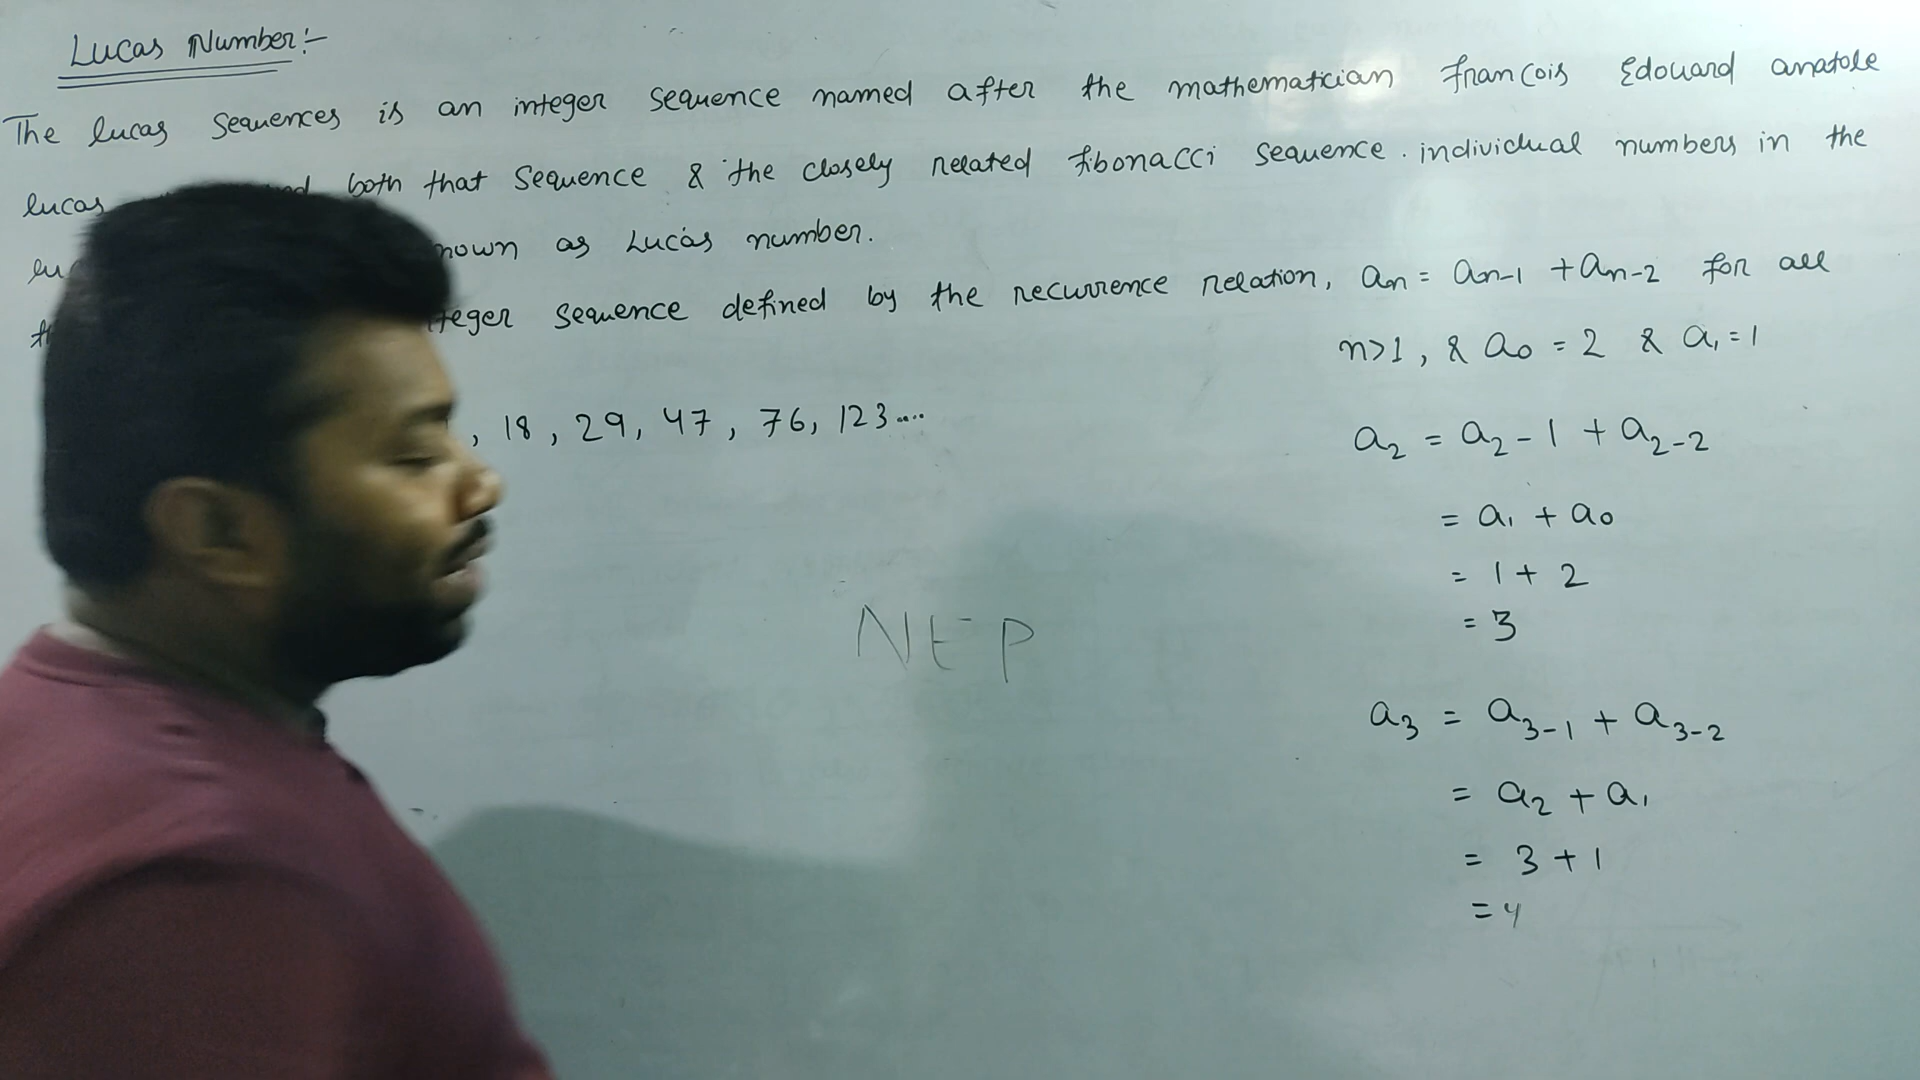 Lucas Number:-
The lucas sequences is an integer sequence named after the mathematician francois Edouard anatole
lucas both that sequence & the closely related fibonacci sequence. individual numbers in the
as Lucas number.
sequence defined by the recurrence relation, an = an-1 + an-2 for all
n>1, & a0 = 2 & a1 = 1
, 18, 29, 47, 76, 123....
a2 = a2-1 + a2-2
= a1 + a0
= 1 + 2
= 3
NEP
a3 = a3-1 + a3-2
= a2 + a1
= 3 + 1
= 4